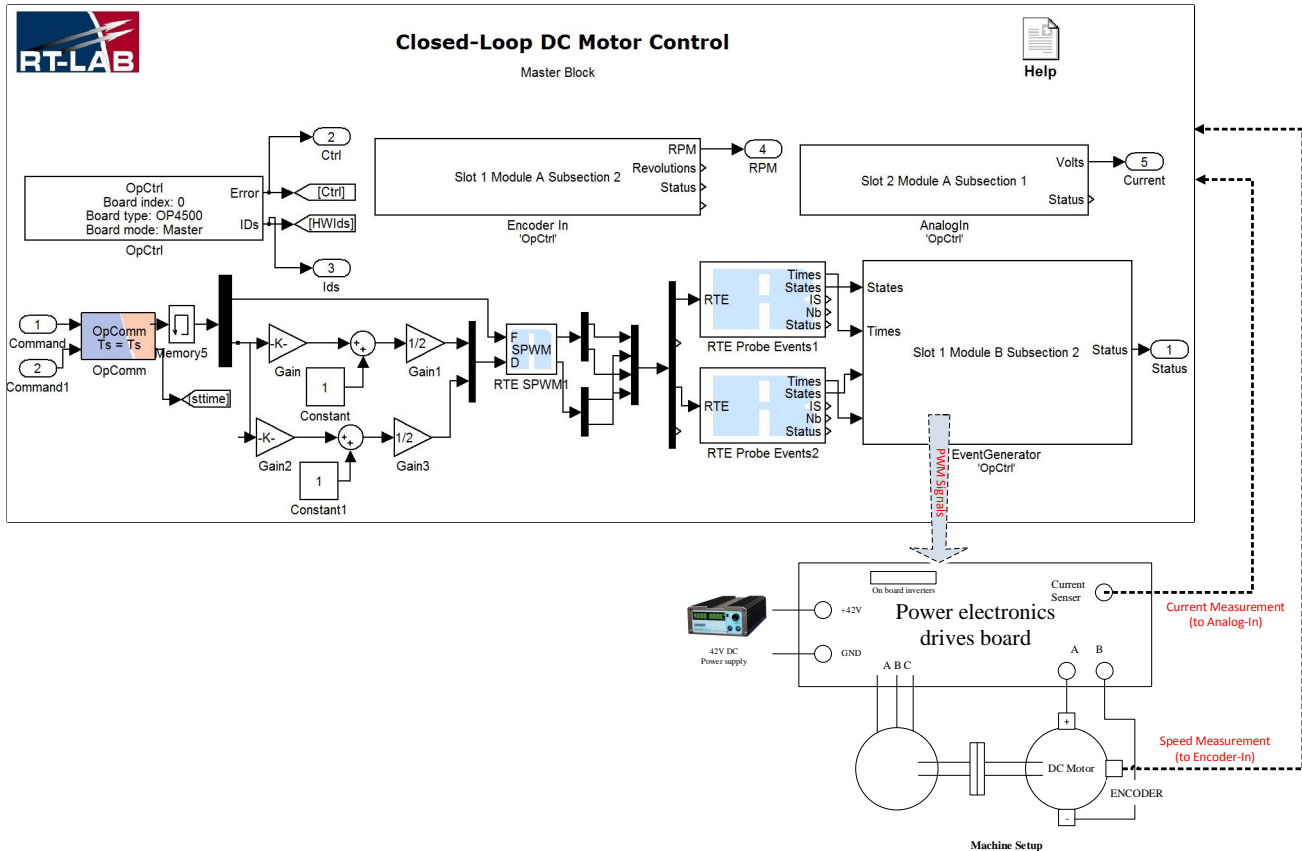 RT-LAB
Closed-Loop DC Motor Control
Master Block
Help
2
Ctrl
OpCtrl
Board index: 0
Board type: OP4500
Board mode: Master
Error
IDs
OpCtrl
[Ctrl]
[HWIds]
3
Ids
Slot 1 Module A Subsection 2
RPM
Revolutions
Status
Encoder In
'OpCtrl'
4
RPM
Slot 2 Module A Subsection 1
Volts
Status
AnalogIn
'OpCtrl'
5
Current
1
Command
2
Command1
OpComm
Ts = Ts
OpComm
Memory5
[sttime]
-K-
Gain
1
Constant
1/2
Gain1
-K-
Gain2
1
Constant1
1/2
Gain3
F
SPWM
D
RTE SPWM1
RTE
Times
States
IS
Nb
Status
RTE Probe Events1
RTE
Times
States
IS
Nb
Status
RTE Probe Events2
States
Times
Slot 1 Module B Subsection 2
Status
EventGenerator
'OpCtrl'
1
Status
PWM Signals
On board inverters
Current
Senser
+42V
Power electronics
drives board
GND
A B C
A
B
42V DC
Power supply
Current Measurement
(to Analog-In)
+
DC Motor
-
ENCODER
Speed Measurement
(to Encoder-In)
Machine Setup